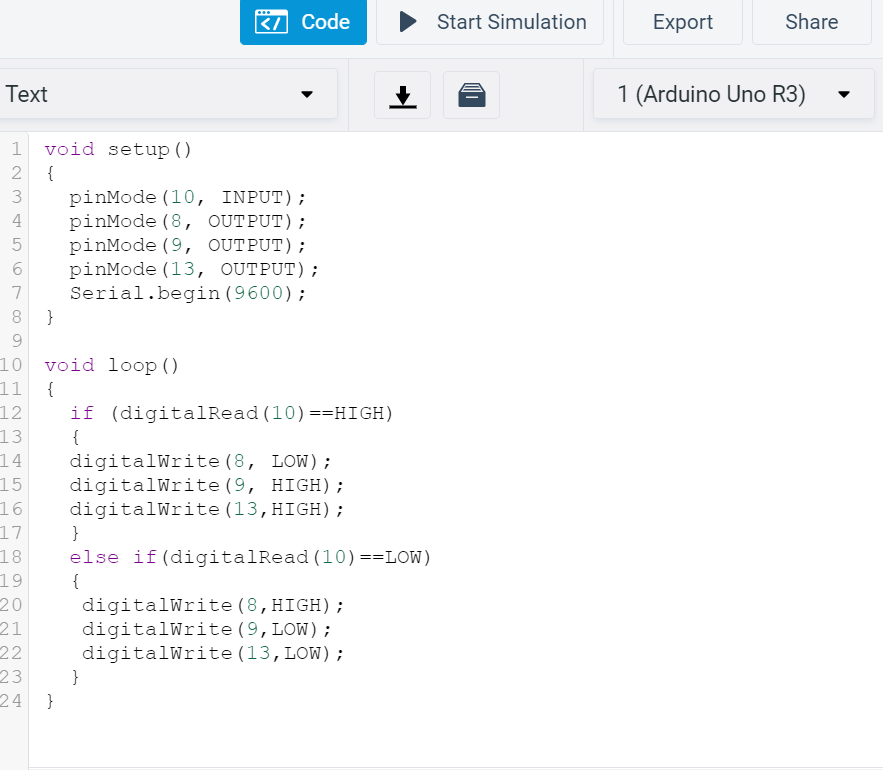 Code Start Simulation Export Share
Text 1 (Arduino Uno R3)
1 void setup()
2 {
3   pinMode(10, INPUT);
4   pinMode(8, OUTPUT);
5   pinMode(9, OUTPUT);
6   pinMode(13, OUTPUT);
7   Serial.begin(9600);
8 }
9
10 void loop()
11 {
12   if (digitalRead(10)==HIGH)
13   {
14   digitalWrite(8, LOW);
15   digitalWrite(9, HIGH);
16   digitalWrite(13,HIGH);
17   }
18   else if(digitalRead(10)==LOW)
19   {
20    digitalWrite(8,HIGH);
21    digitalWrite(9,LOW);
22    digitalWrite(13,LOW);
23   }
24 }